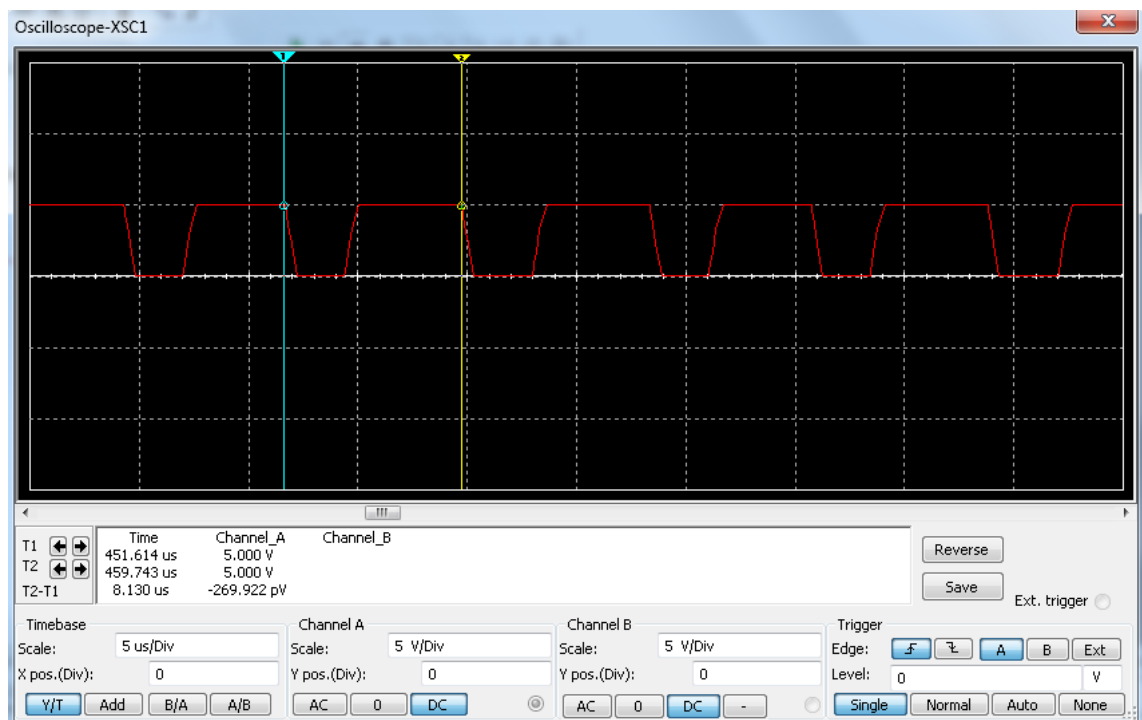 Oscilloscope-XSC1
1 2
T1
T2
T2-T1
Time Channel_A Channel_B
451.614 us 5.000 V
459.743 us 5.000 V
8.130 us -269.922 pV
Reverse
Save
Ext. trigger
Timebase
Scale: 5 us/Div
X pos.(Div): 0
Y/T Add B/A A/B
Channel A
Scale: 5 V/Div
Y pos.(Div): 0
AC 0 DC
Channel B
Scale: 5 V/Div
Y pos.(Div): 0
AC 0 DC -
Trigger
Edge: A B Ext
Level: 0 V
Single Normal Auto None